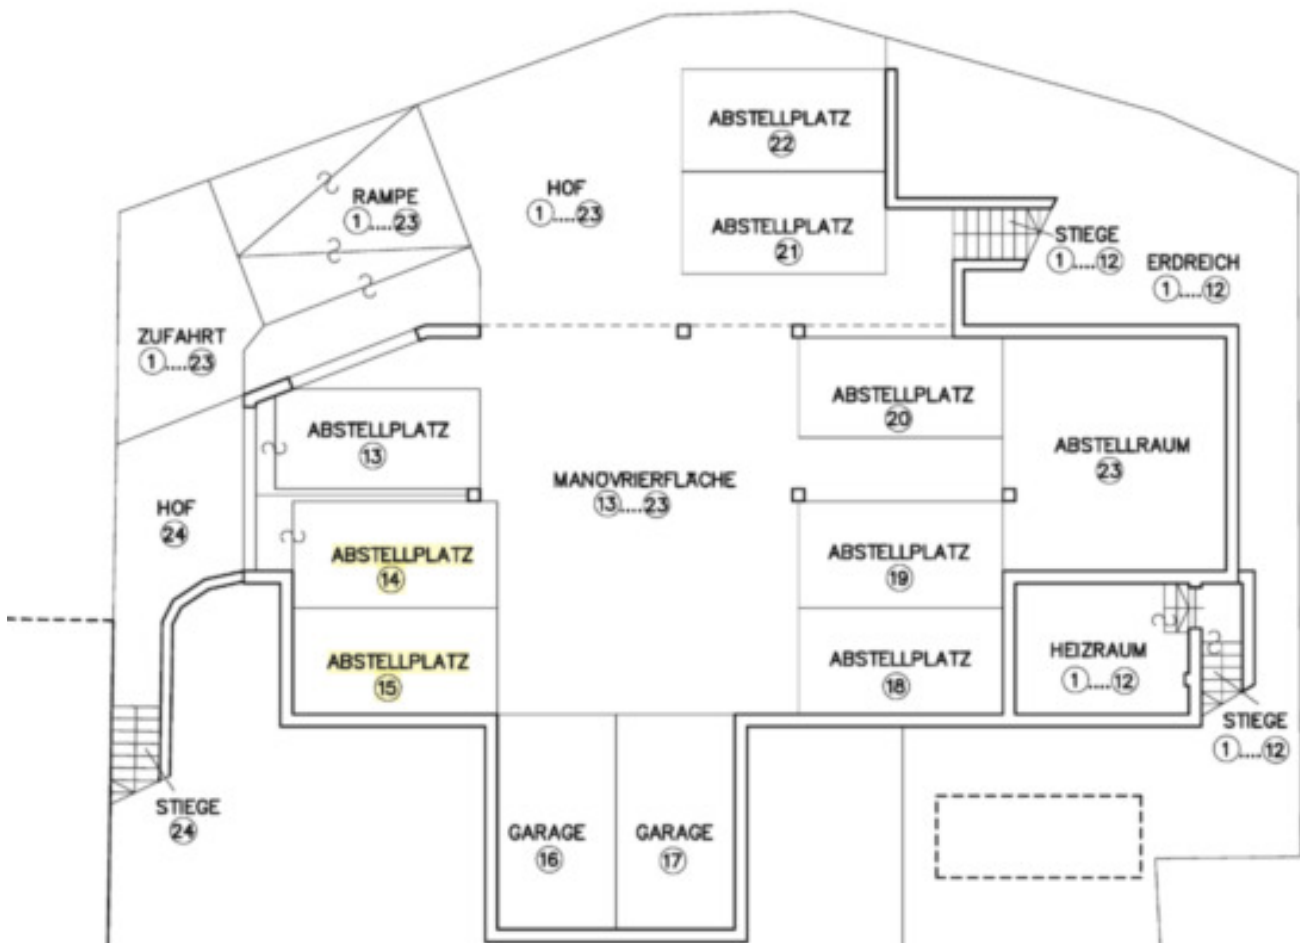 ABSTELLPLATZ
22
RAMPE
1....23
HOF
1....23
ABSTELLPLATZ
21
STIEGE
1....12
ERDREICH
1....12
ZUFAHRT
1....23
ABSTELLPLATZ
13
ABSTELLPLATZ
20
ABSTELLRAUM
23
MANÖVRIERFLÄCHE
13....23
HOF
24
ABSTELLPLATZ
14
ABSTELLPLATZ
19
ABSTELLPLATZ
15
ABSTELLPLATZ
18
HEIZRAUM
1....12
STIEGE
1....12
STIEGE
24
GARAGE
16
GARAGE
17